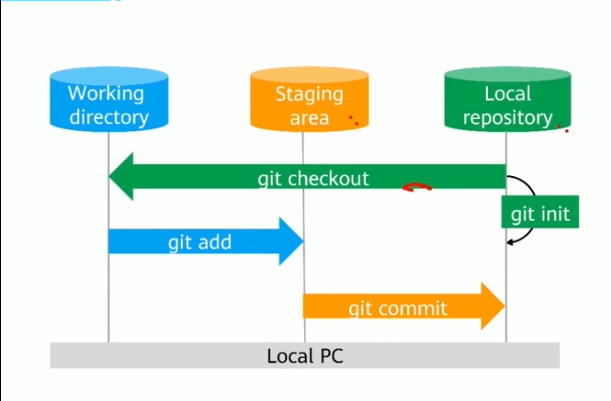 Working
directory
Staging
area
Local
repository
git checkout
git init
git add
git commit
Local PC